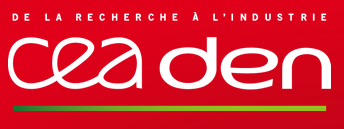 DE LA RECHERCHE À L'INDUSTRIE
cea den